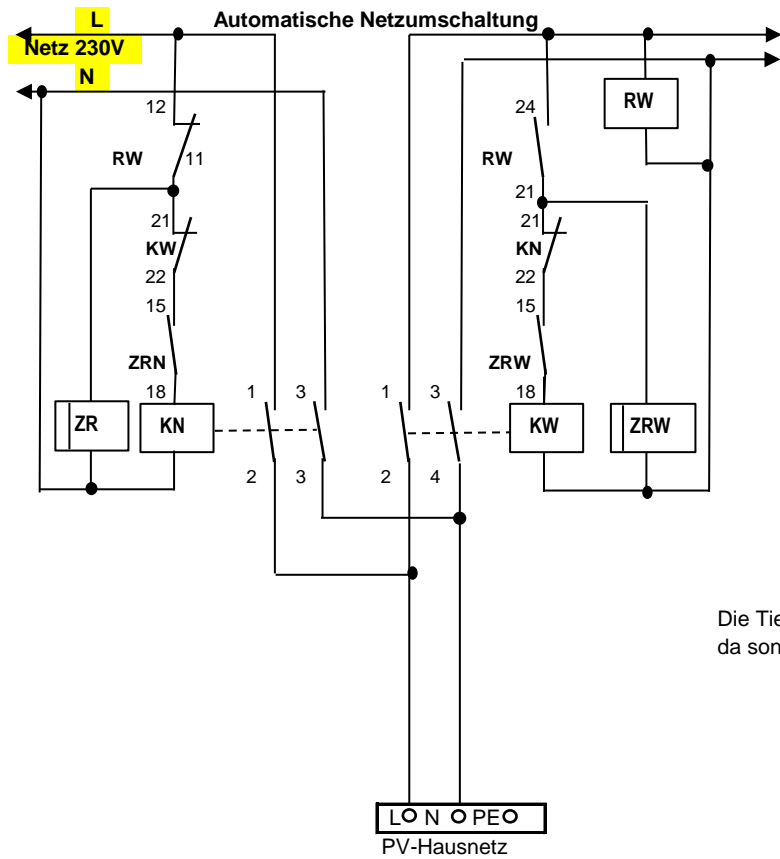 Automatische Netzumschaltung
L
Netz 230V
N
12
RW
11
21
KW
22
15
ZRN
18
ZR
KN
1
3
2
3
1
3
2
4
24
RW
21
21
KN
22
15
ZRW
18
KW
ZRW
RW
Die Tie
da son
L N PE
PV-Hausnetz